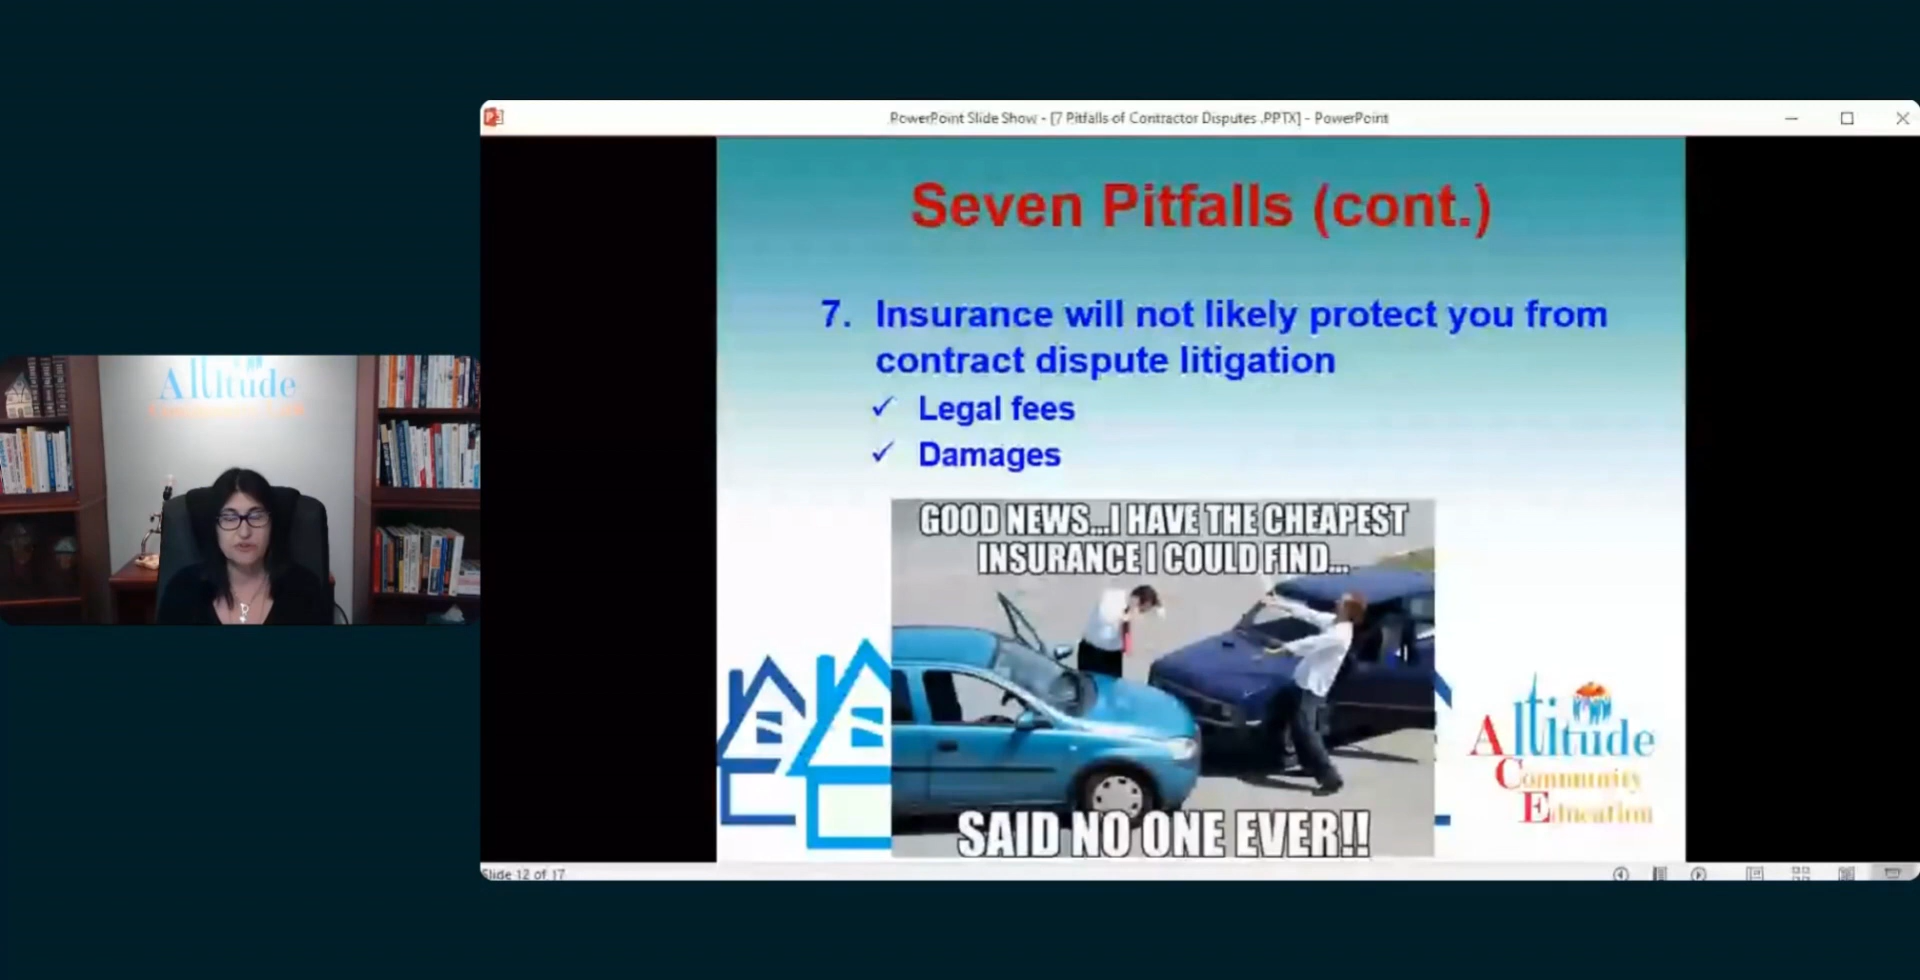 PowerPoint Slide Show - [7 Pitfalls of Contractor Disputes .PPTX] - PowerPoint
Seven Pitfalls (cont.)
7. Insurance will not likely protect you from
contract dispute litigation
✓ Legal fees
✓ Damages
GOOD NEWS...I HAVE THE CHEAPEST
INSURANCE I COULD FIND...
SAID NO ONE EVER!!
Altitude
Community
Education
Altitude
Slide 12 of 17